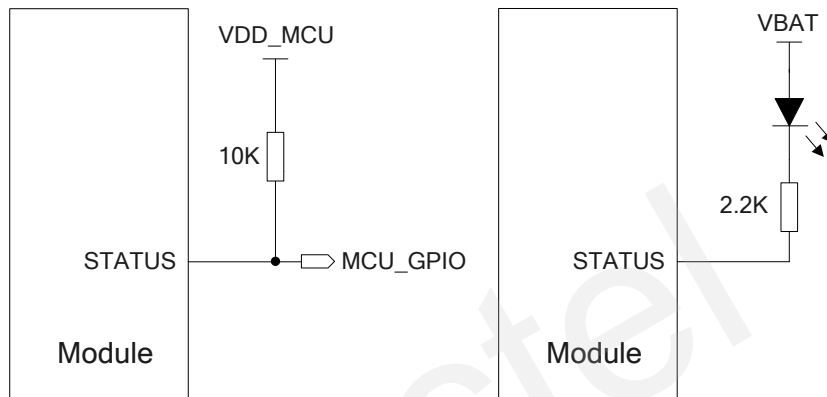 VDD_MCU
10K
STATUS
MCU_GPIO
Module
VBAT
2.2K
STATUS
Module